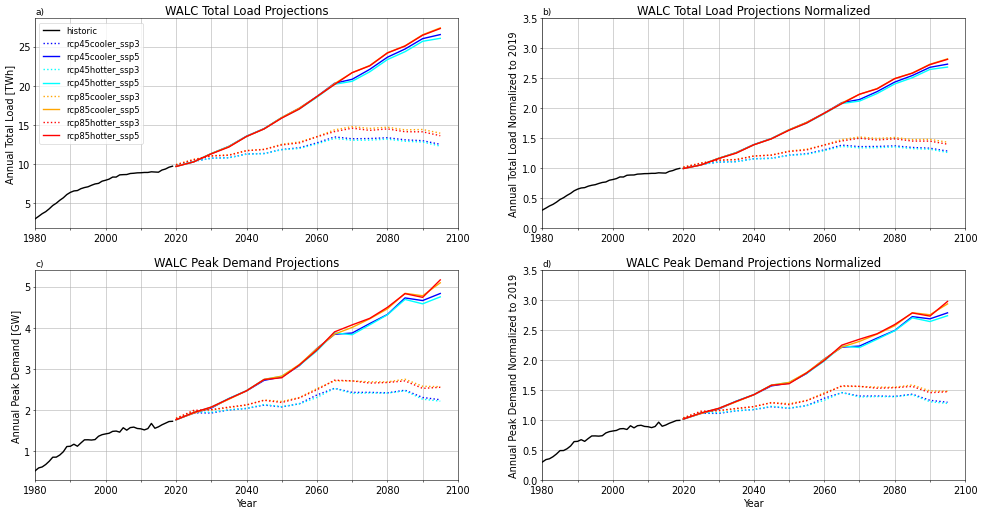 a)
WALC Total Load Projections
Annual Total Load [TWh]
25
20
15
10
5
historic
rcp45cooler_ssp3
rcp45cooler_ssp5
rcp45hotter_ssp3
rcp45hotter_ssp5
rcp85cooler_ssp3
rcp85cooler_ssp5
rcp85hotter_ssp3
rcp85hotter_ssp5
1980 2000 2020 2040 2060 2080 2100
b)
WALC Total Load Projections Normalized
Annual Total Load Normalized to 2019
3.5
3.0
2.5
2.0
1.5
1.0
0.5
0.0
1980 2000 2020 2040 2060 2080 2100
c)
WALC Peak Demand Projections
Annual Peak Demand [GW]
5
4
3
2
1
1980 2000 2020 2040 2060 2080 2100
Year
d)
WALC Peak Demand Projections Normalized
Annual Peak Demand Normalized to 2019
3.5
3.0
2.5
2.0
1.5
1.0
0.5
0.0
1980 2000 2020 2040 2060 2080 2100
Year